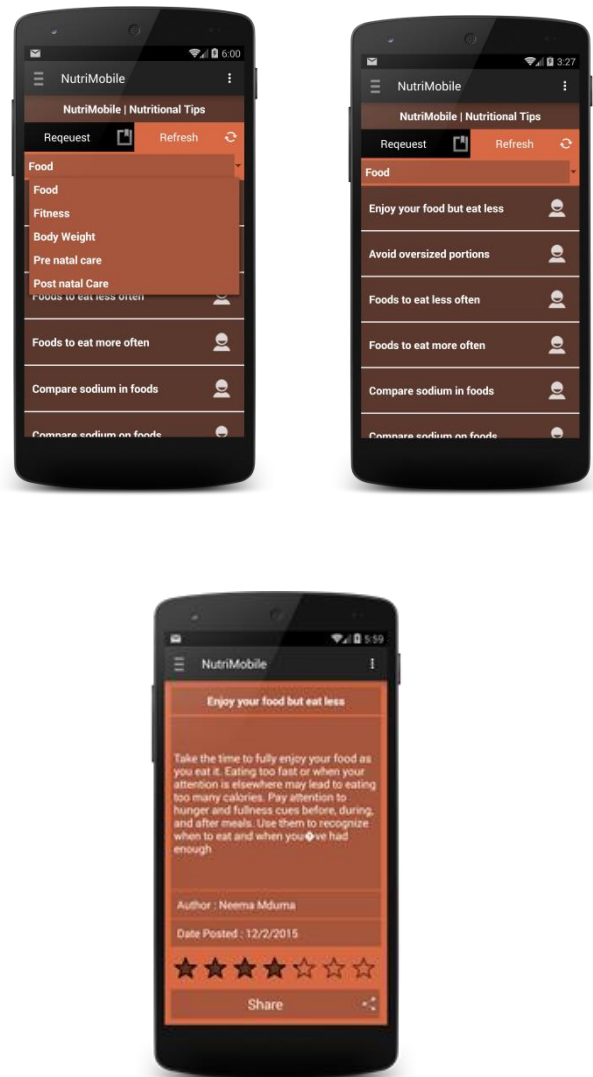 6:00
NutriMobile
NutriMobile | Nutritional Tips
Reqeuest Refresh
Food
Food
Fitness
Body Weight
Pre natal care
Post natal Care
Foods to eat less often
Foods to eat more often
Compare sodium in foods
Compare sodium on foods
3:27
NutriMobile
NutriMobile | Nutritional Tips
Reqeuest Refresh
Food
Enjoy your food but eat less
Avoid oversized portions
Foods to eat less often
Foods to eat more often
Compare sodium in foods
Compare sodium on foods
5:59
NutriMobile
Enjoy your food but eat less
Take the time to fully enjoy your food as
you eat it. Eating too fast or when your
attention is elsewhere may lead to eating
too many calories. Pay attention to
hunger and fullness cues before, during,
and after meals. Use them to recognize
when to eat and when you�ve had
enough
Author : Neema Mduma
Date Posted : 12/2/2015
Share